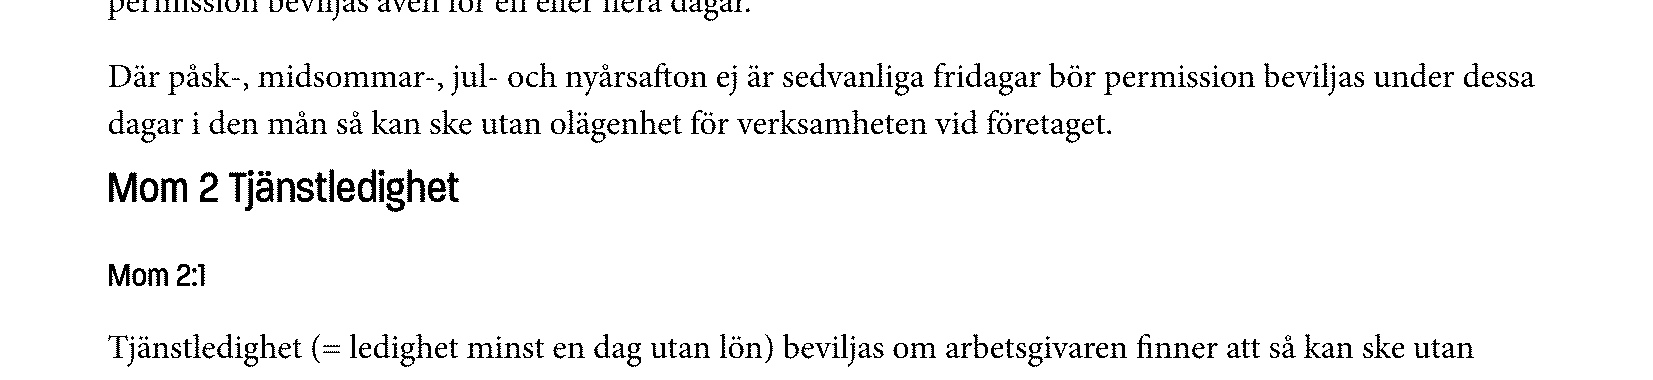 permission beviljas även för en eller flera dagar.
Där påsk-, midsommar-, jul- och nyårsafton ej är sedvanliga fridagar bör permission beviljas under dessa
dagar i den mån så kan ske utan olägenhet för verksamheten vid företaget.
Mom 2 Tjänstledighet
Mom 2:1
Tjänstledighet (= ledighet minst en dag utan lön) beviljas om arbetsgivaren finner att så kan ske utan